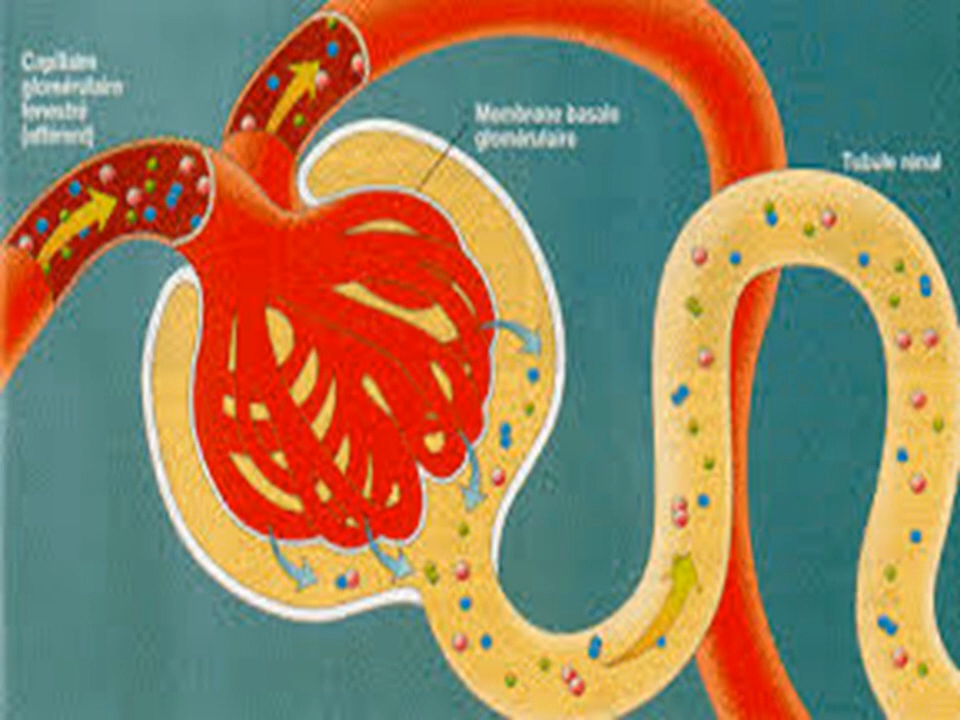 Capillaire
glomérulaire
fenestré
(afférent)
Membrane basale
glomérulaire
Tubule rénal